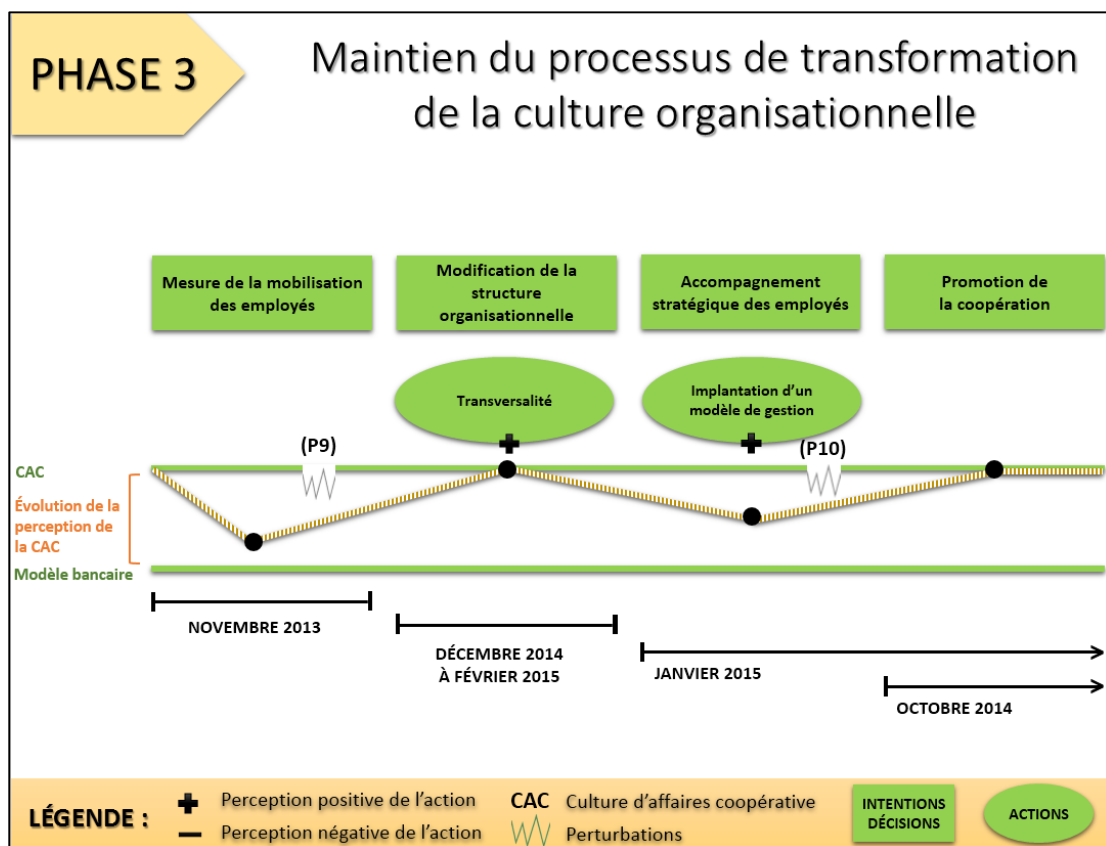 PHASE 3
Maintien du processus de transformation
de la culture organisationnelle
Mesure de la mobilisation
des employés
Modification de la
structure
organisationnelle
Accompagnement
stratégique des employés
Promotion de
la coopération
Transversalité
Implantation d'un
modèle de gestion
(P9)
(P10)
CAC
Évolution de la
perception de
la CAC
Modèle bancaire
NOVEMBRE 2013
DÉCEMBRE 2014
À FÉVRIER 2015
JANVIER 2015
OCTOBRE 2014
LÉGENDE :
Perception positive de l'action
Perception négative de l'action
CAC Culture d'affaires coopérative
Perturbations
INTENTIONS
DÉCISIONS
ACTIONS